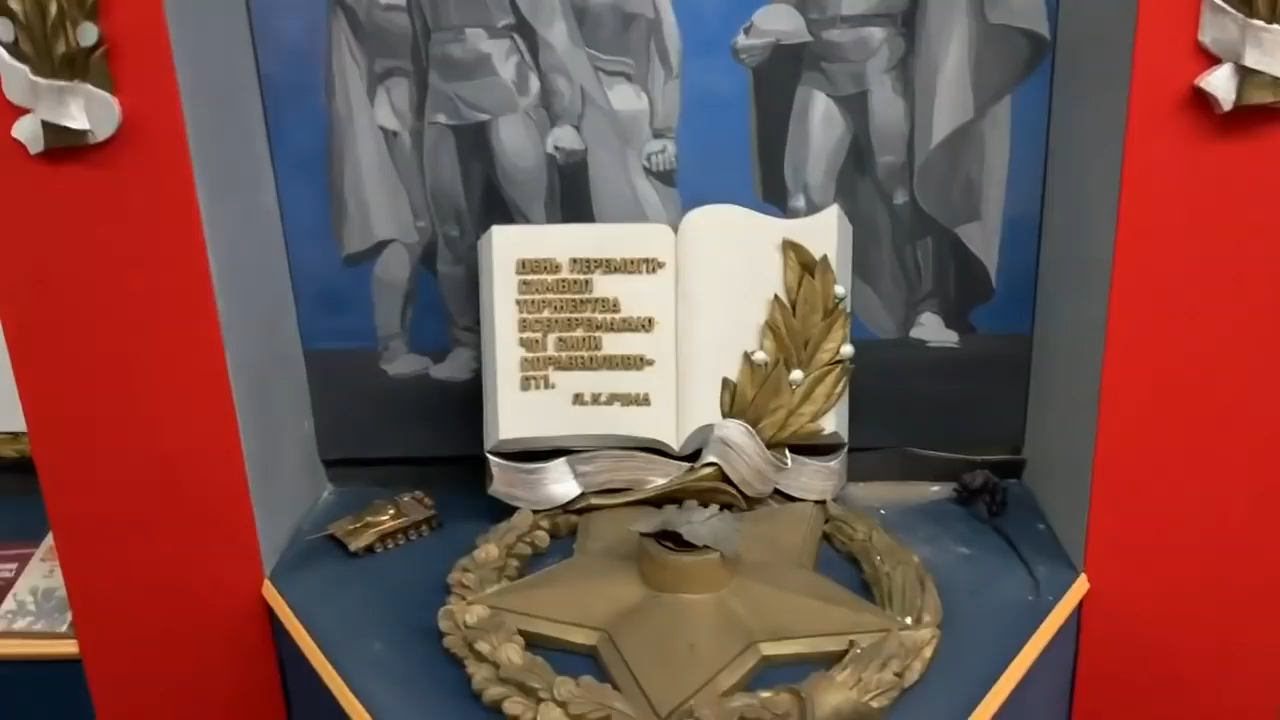 ДЕНЬ ПЕРЕМОГИ-
СИМВОЛ
ТОРЖЕСТВА
ВСЕПЕРЕМАГАЮ
ЧОЇ СИЛИ
СПРАВЕДЛИВО-
СТІ.
Л. КУЧМА